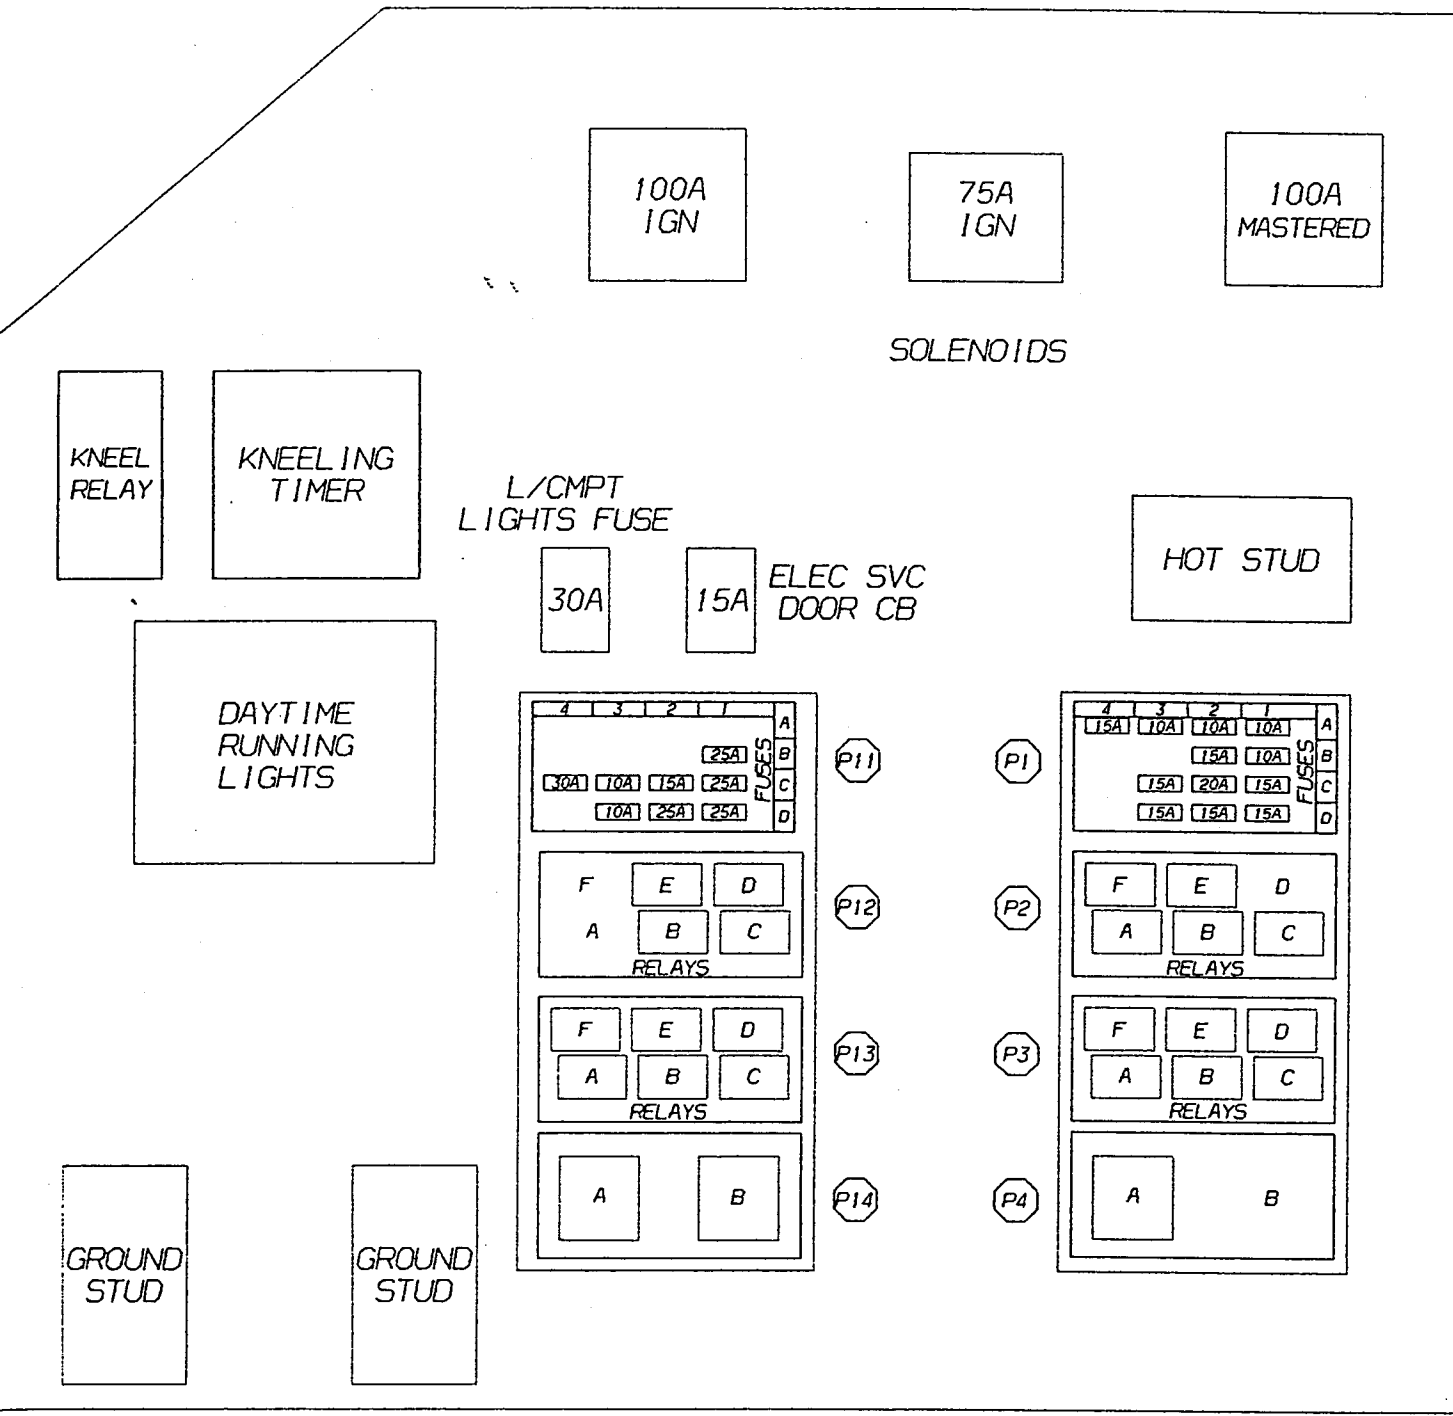 100A
IGN
75A
IGN
100A
MASTERED
SOLENOIDS
KNEEL
RELAY
KNEELING
TIMER
L/CMPT
LIGHTS FUSE
30A
15A
ELEC SVC
DOOR CB
HOT STUD
DAYTIME
RUNNING
LIGHTS
4 3 2 1
A
25A B
30A 10A 15A 25A C
10A 25A 25A D
FUSES
P11
F E D
A B C
RELAYS
P12
F E D
A B C
RELAYS
P13
A B
P14
P1
4 3 2 1
15A 10A 10A 10A A
15A 10A B
15A 20A 15A C
15A 15A 15A D
FUSES
P2
F E D
A B C
RELAYS
P3
F E D
A B C
RELAYS
P4
A B
GROUND
STUD
GROUND
STUD